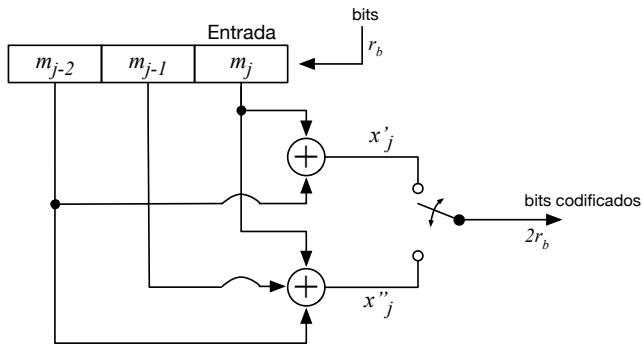 bits
Entrada
r_b
m_{j-2} m_{j-1} m_j
x'_j
bits codificados
2r_b
x''_j